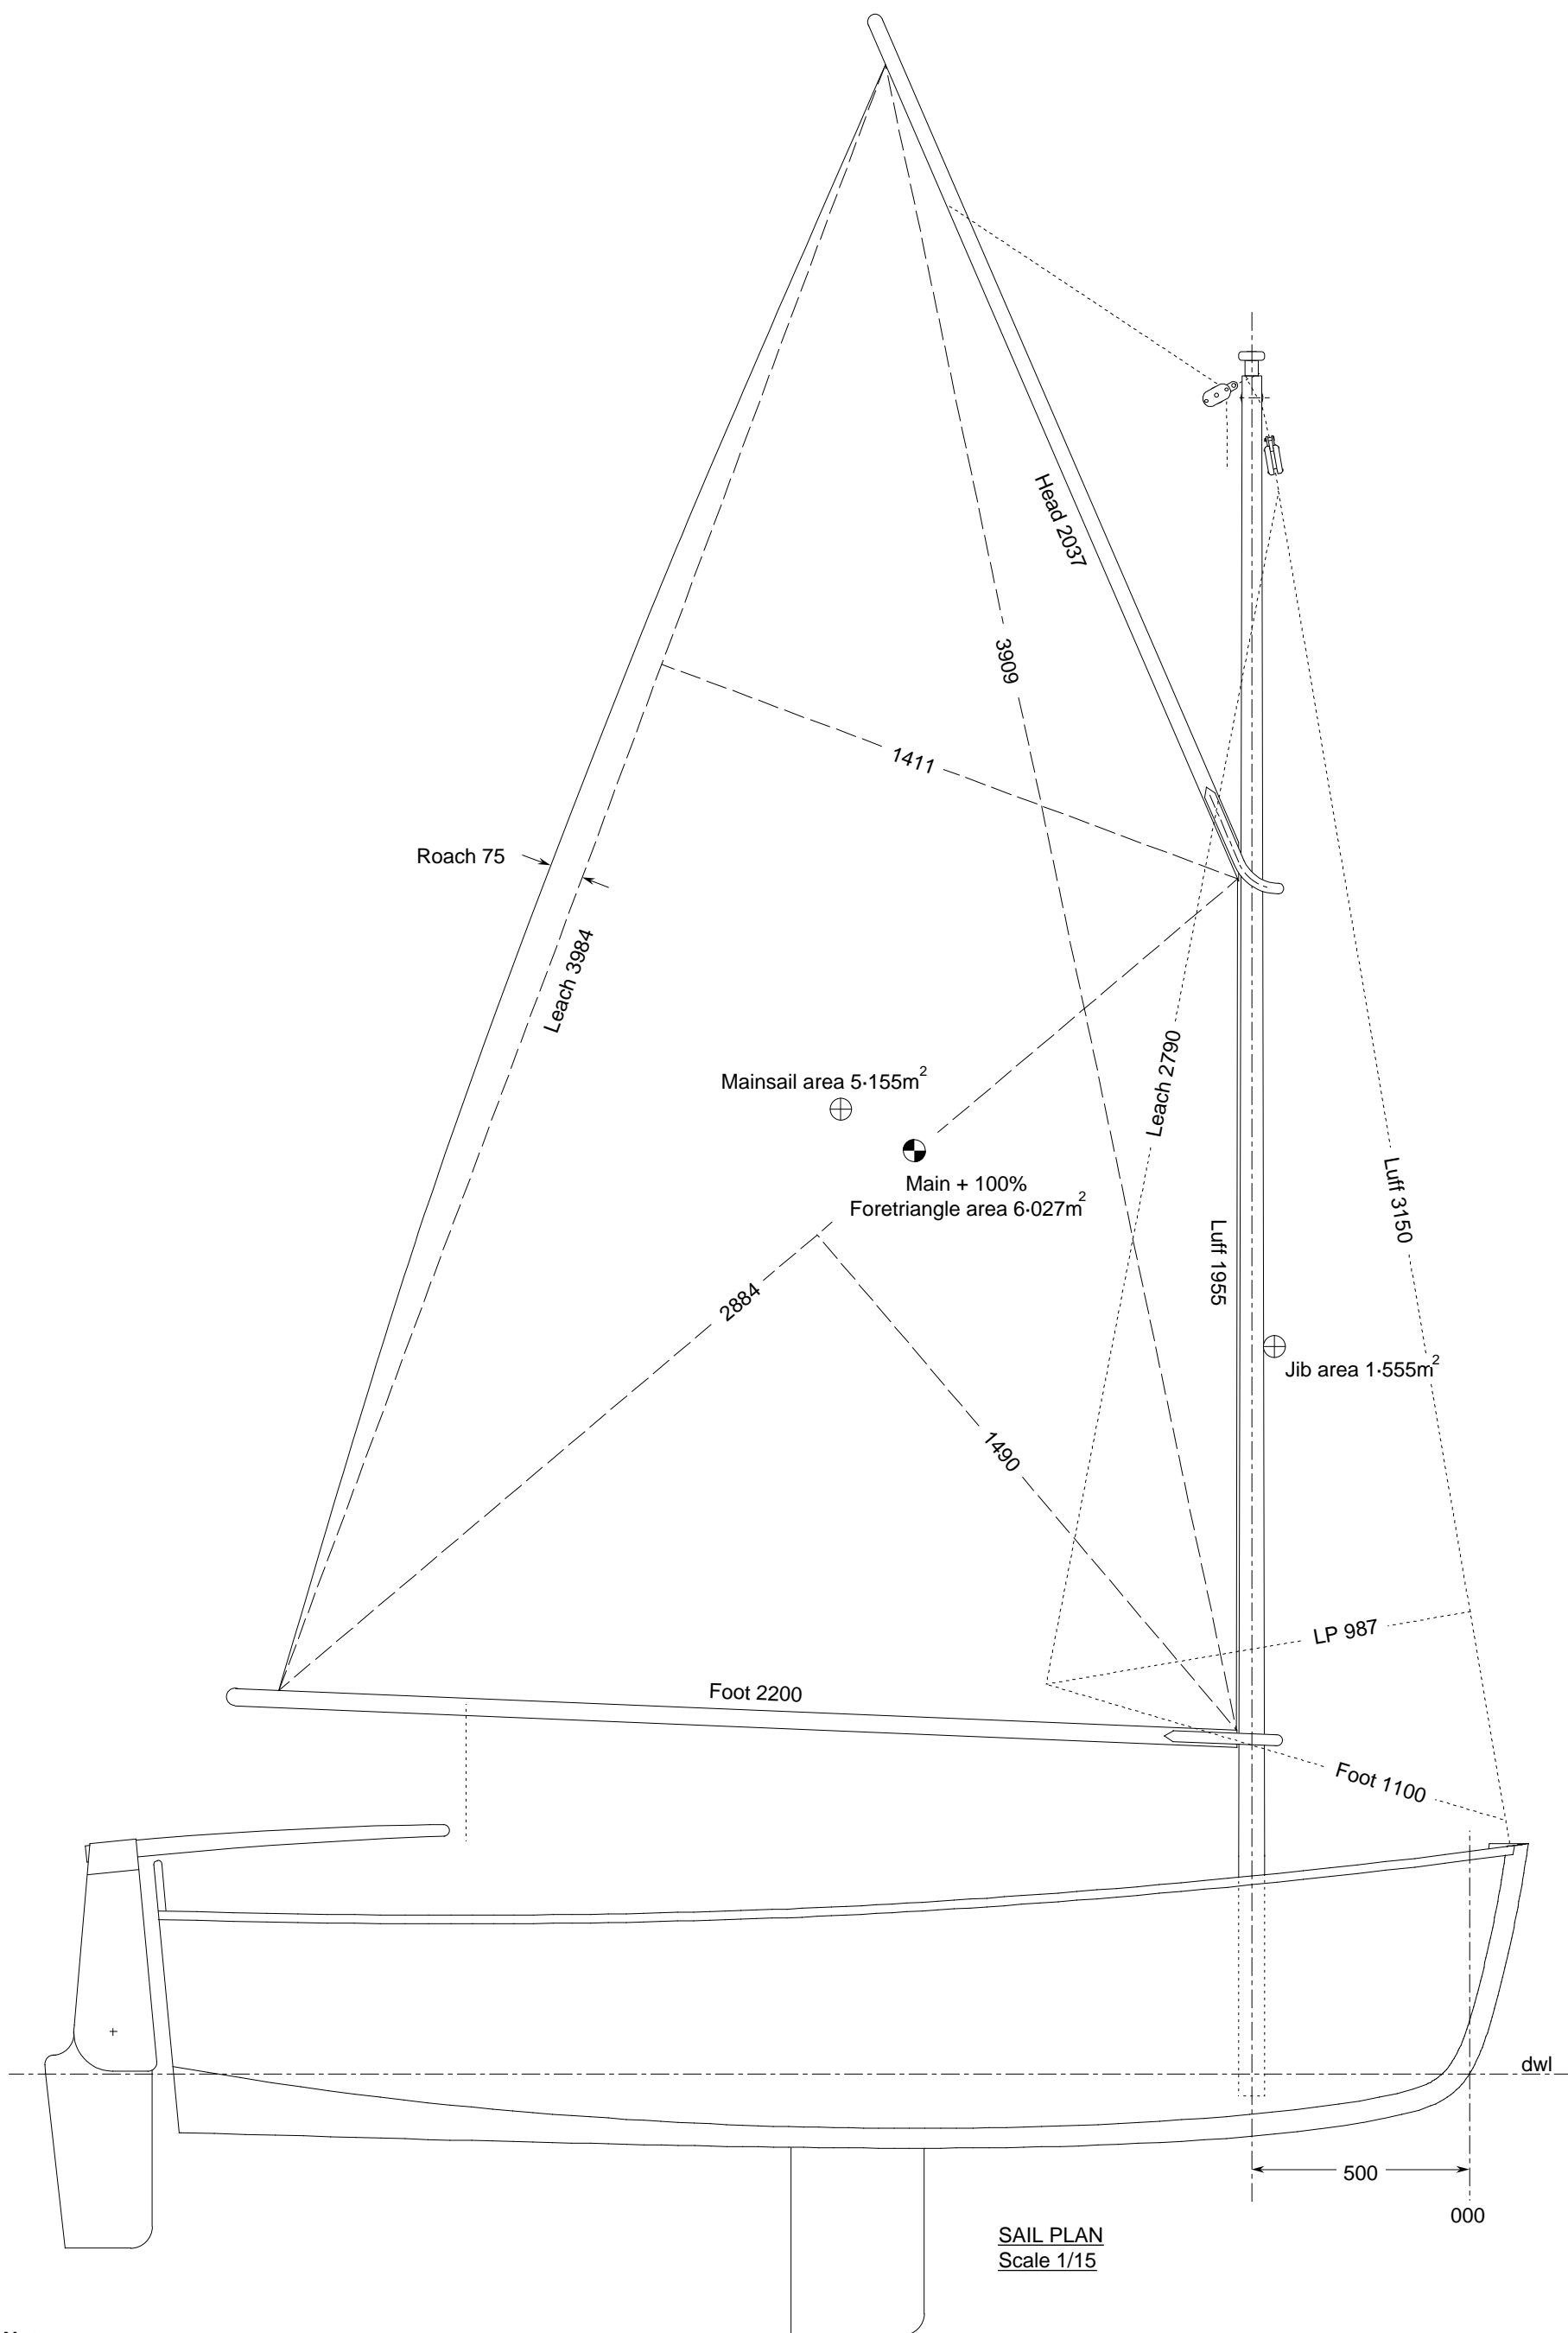 Head 2037
3909
1411
Roach 75
Leach 3984
Leach 2790
Mainsail area 5·155m2
Main + 100%
Foretriangle area 6·027m2
Luff 3150
Luff 1955
2884
Jib area 1·555m2
1490
LP 987
Foot 2200
Foot 1100
dwl
500
000
SAIL PLAN
Scale 1/15